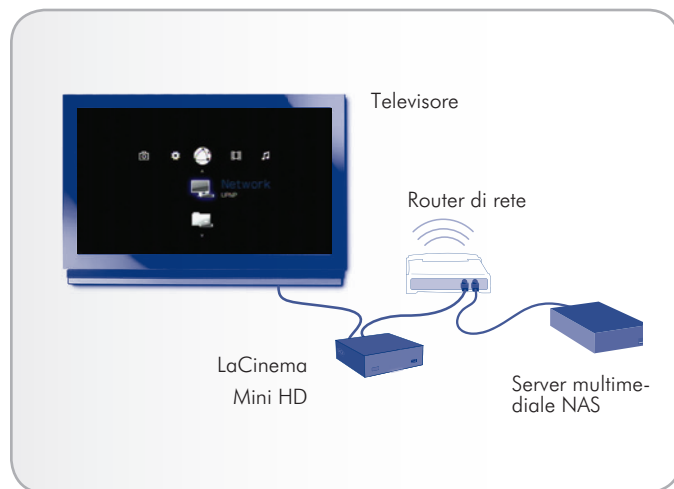 Televisore
Network
UPNP
Router di rete
LaCinema
Mini HD
Server multime-
diale NAS